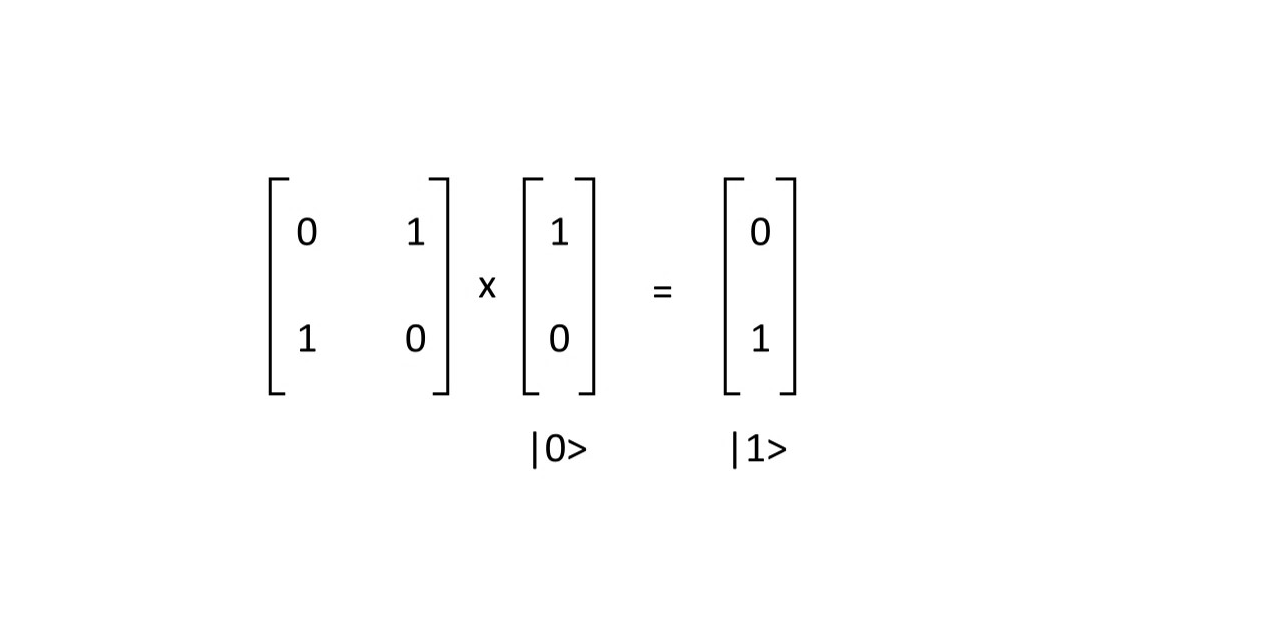 0 1 1 0
x =
1 0 0 1
|0> |1>